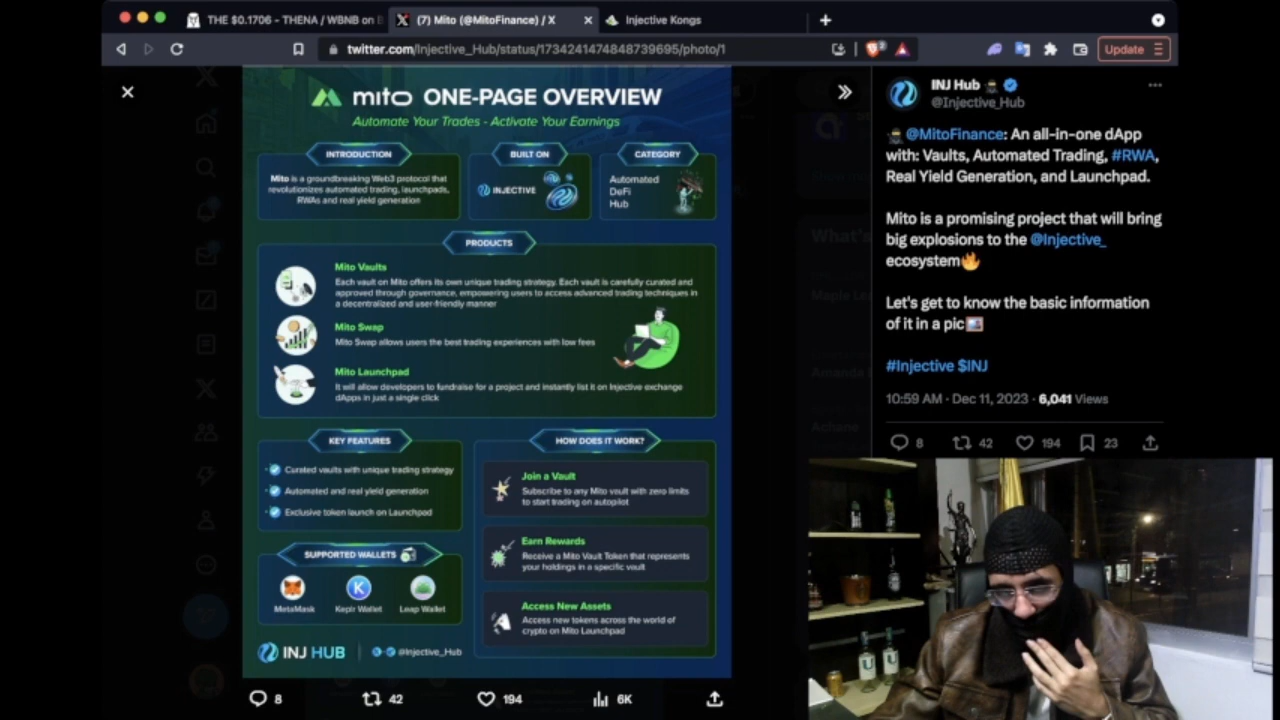 THE $0.1706 - THENA / WBNB on
(7) Mito (@MitoFinance) / X
Injective Kongs
twitter.com/Injective_Hub/status/1734241474848739695/photo/1
Update
mito ONE-PAGE OVERVIEW
Automate Your Trades - Activate Your Earnings
INTRODUCTION
Mito is a groundbreaking Web3 protocol that
revolutionizes automated trading, launchpads,
RWAs and real yield generation
BUILT ON
INJECTIVE
CATEGORY
Automated
DeFi
Hub
PRODUCTS
Mito Vaults
Each vault on Mito offers its own unique trading strategy. Each vault is carefully curated and
approved through governance, empowering users to access advanced trading techniques in
a decentralized and user-friendly manner
Mito Swap
Mito Swap allows users the best trading experiences with low fees
Mito Launchpad
It will allow developers to fundraise for a project and instantly list it on Injective exchange
dApps in just a single click
KEY FEATURES
Curated vaults with unique trading strategy
Automated and real yield generation
Exclusive token launch on Launchpad
SUPPORTED WALLETS
MetaMask
Keplr Wallet
Leap Wallet
HOW DOES IT WORK?
Join a Vault
Subscribe to any Mito vault with zero limits
to start trading on autopilot
Earn Rewards
Receive a Mito Vault Token that represents
your holdings in a specific vault
Access New Assets
Access new tokens across the world of
crypto on Mito Launchpad
INJ HUB
@Injective_Hub
8
42
194
6K
What's
INJ Hub
@Injective_Hub
@MitoFinance: An all-in-one dApp
with: Vaults, Automated Trading, #RWA,
Real Yield Generation, and Launchpad.
Mito is a promising project that will bring
big explosions to the @Injective_
ecosystem
Let's get to know the basic information
of it in a pic
#Injective $INJ
10:59 AM · Dec 11, 2023 · 6,041 Views
8
42
194
23